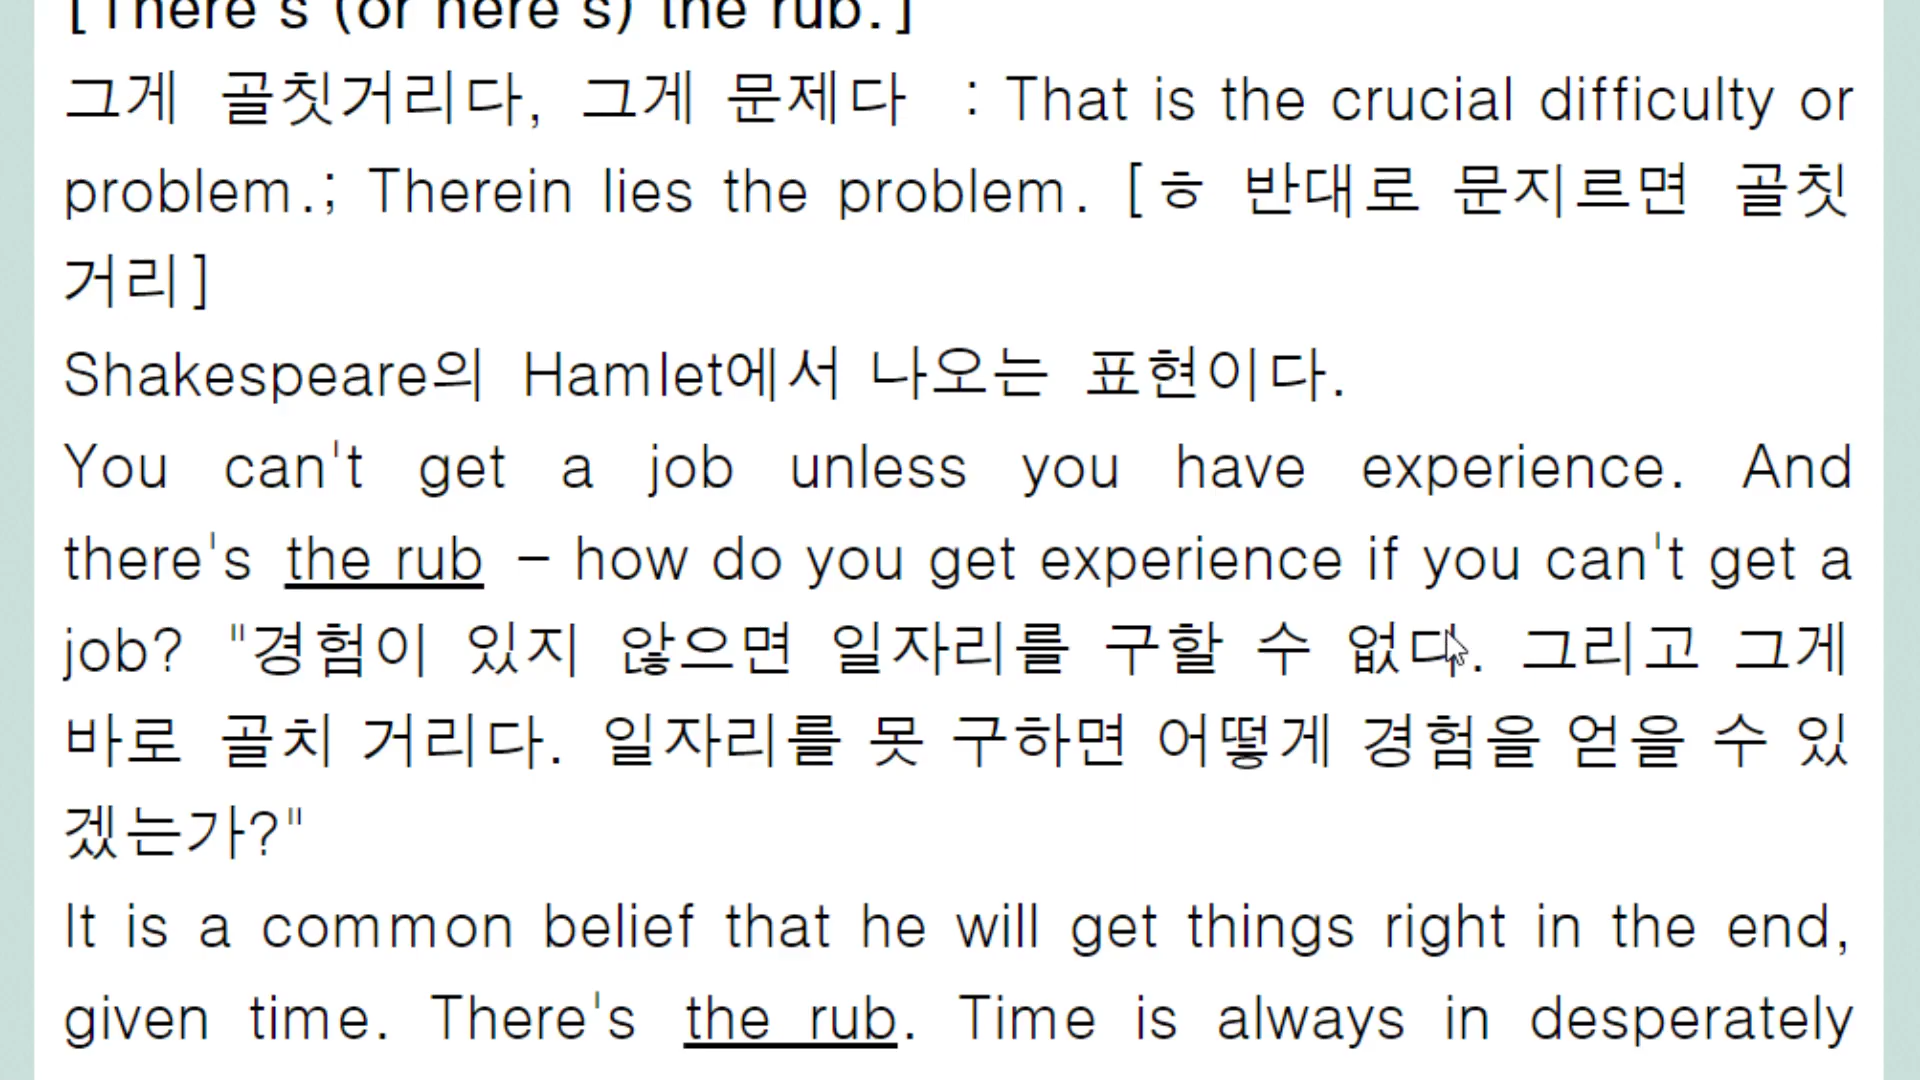 [There's (or here's) the rub.]
그게 골칫거리다, 그게 문제다 : That is the crucial difficulty or
problem.; Therein lies the problem. [ㅎ 반대로 문지르면 골칫
거리]
Shakespeare의 Hamlet에서 나오는 표현이다.
You can't get a job unless you have experience. And
there's the rub – how do you get experience if you can't get a
job? "경험이 있지 않으면 일자리를 구할 수 없다. 그리고 그게
바로 골치 거리다. 일자리를 못 구하면 어떻게 경험을 얻을 수 있
겠는가?"
It is a common belief that he will get things right in the end,
given time. There's the rub. Time is always in desperately